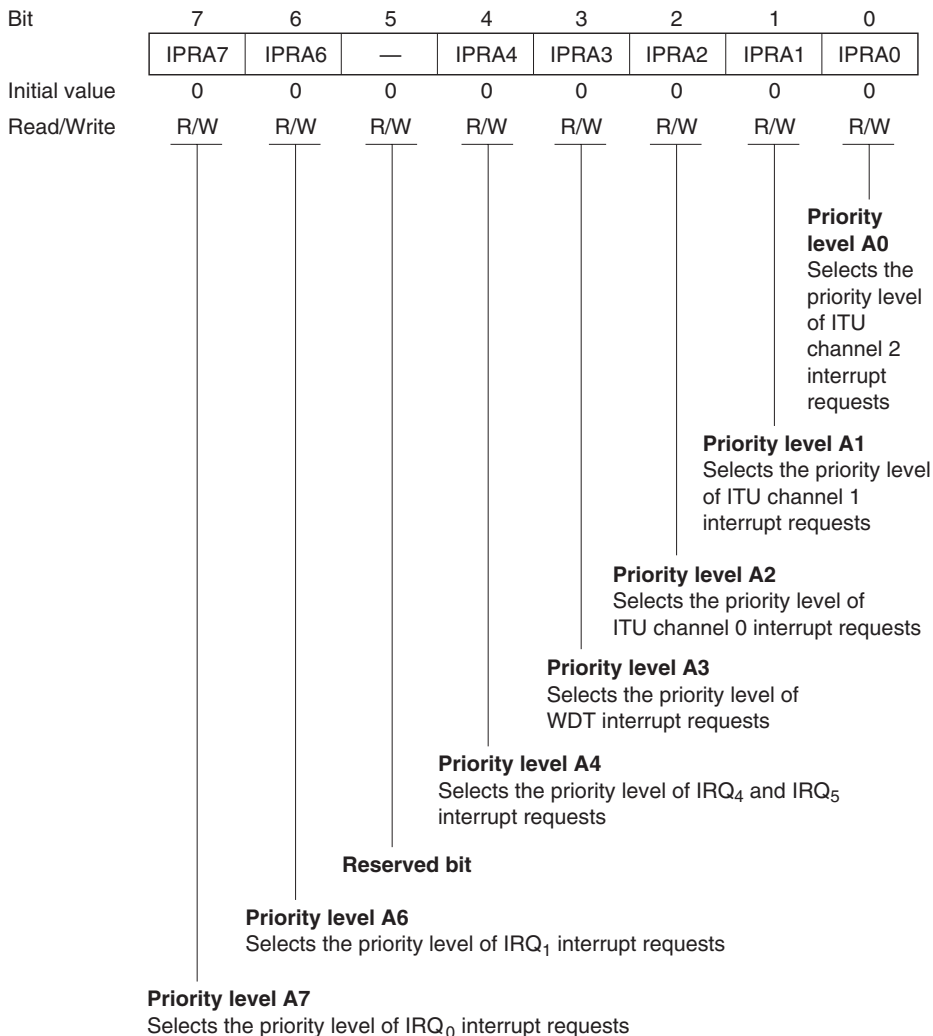 Bit 7 6 5 4 3 2 1 0
IPRA7 IPRA6 — IPRA4 IPRA3 IPRA2 IPRA1 IPRA0
Initial value 0 0 0 0 0 0 0 0
Read/Write R/W R/W R/W R/W R/W R/W R/W R/W
Priority
level A0
Selects the
priority level
of ITU
channel 2
interrupt
requests
Priority level A1
Selects the priority level
of ITU channel 1
interrupt requests
Priority level A2
Selects the priority level of
ITU channel 0 interrupt requests
Priority level A3
Selects the priority level of
WDT interrupt requests
Priority level A4
Selects the priority level of IRQ₄ and IRQ₅
interrupt requests
Reserved bit
Priority level A6
Selects the priority level of IRQ₁ interrupt requests
Priority level A7
Selects the priority level of IRQ₀ interrupt requests